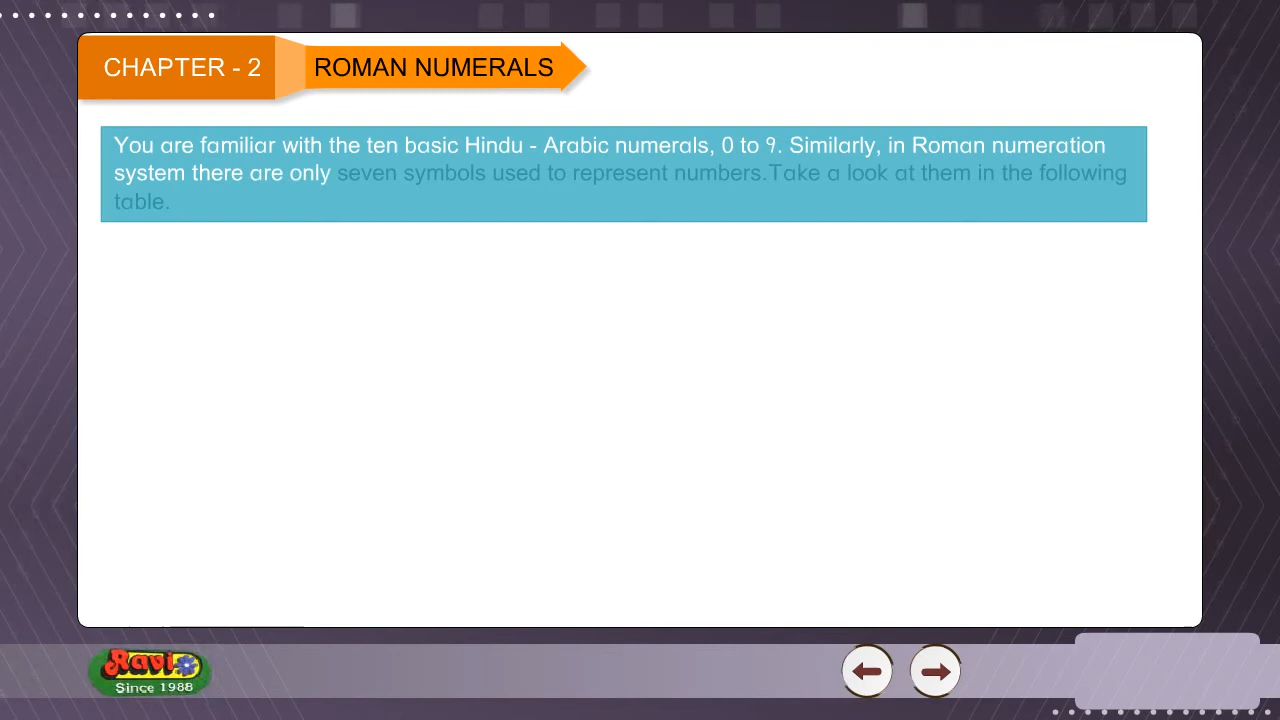 CHAPTER - 2
ROMAN NUMERALS
You are familiar with the ten basic Hindu - Arabic numerals, 0 to 9. Similarly, in Roman numeration
system there are only seven symbols used to represent numbers.Take a look at them in the following
table.
Ravi
Since 1988